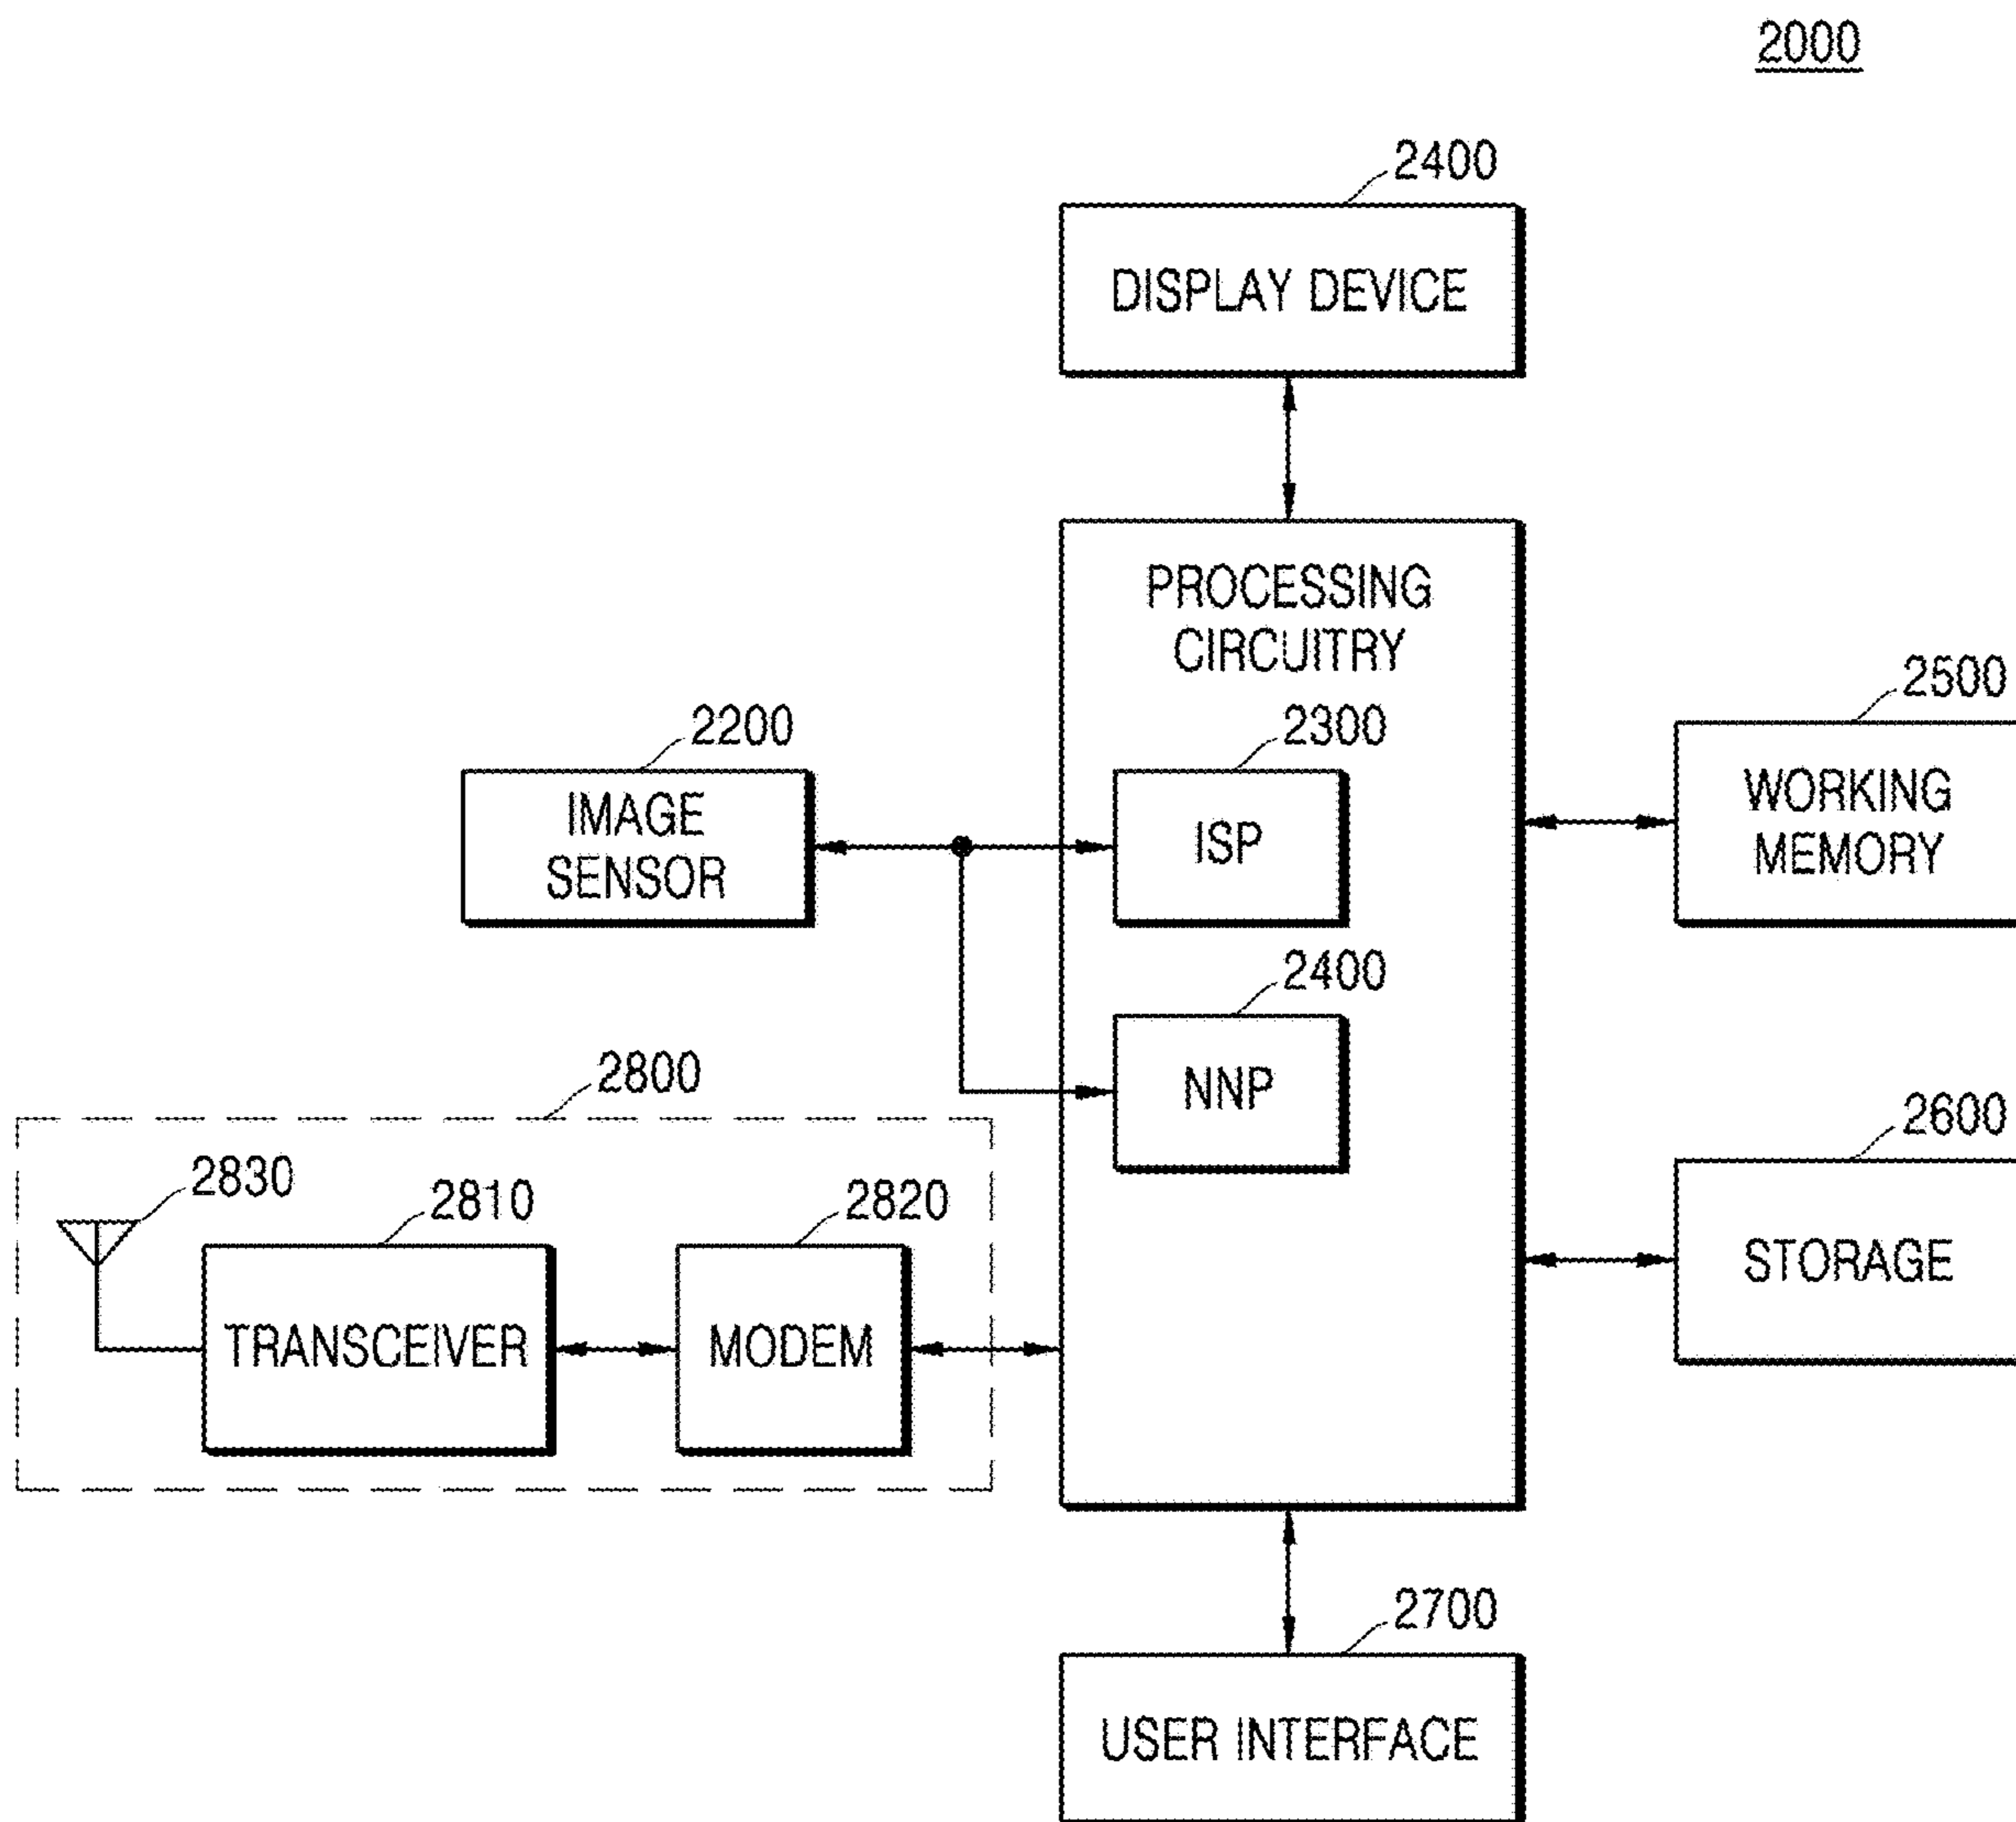 2000
2400
DISPLAY DEVICE
PROCESSING
CIRCUITRY
2200
IMAGE
SENSOR
2300
ISP
2500
WORKING
MEMORY
2400
NNP
2800
2830
2810
TRANSCEIVER
2820
MODEM
2600
STORAGE
2700
USER INTERFACE